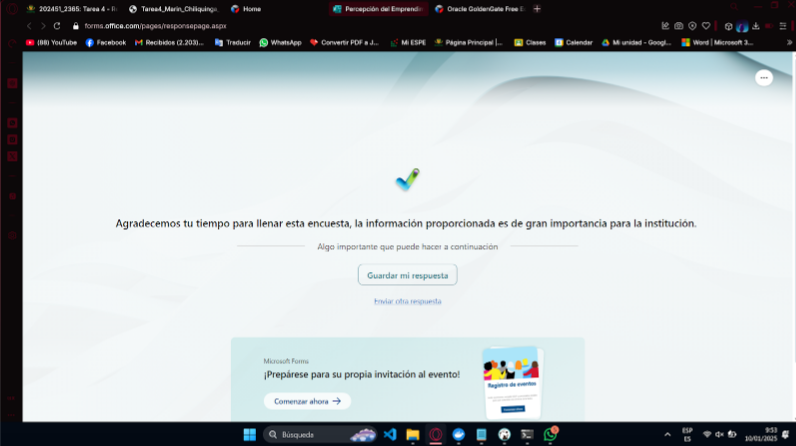 202451_2365: Tarea 4 - R
Tarea4_Marin_Chiliquinga_
Home
Percepción del Emprendin
Oracle GoldenGate Free E
forms.office.com/pages/responsepage.aspx
(88) YouTube
Facebook
Recibidos (2.203)...
Traducir
WhatsApp
Convertir PDF a J...
Mi ESPE
Página Principal |...
Clases
Calendar
Mi unidad - Googl...
Word | Microsoft 3...
Agradecemos tu tiempo para llenar esta encuesta, la información proporcionada es de gran importancia para la institución.
Algo importante que puede hacer a continuación
Guardar mi respuesta
Enviar otra respuesta
Microsoft Forms
¡Prepárese para su propia invitación al evento!
Comenzar ahora
Registro de eventos
Búsqueda
ESP
ES
9:53
10/01/2025